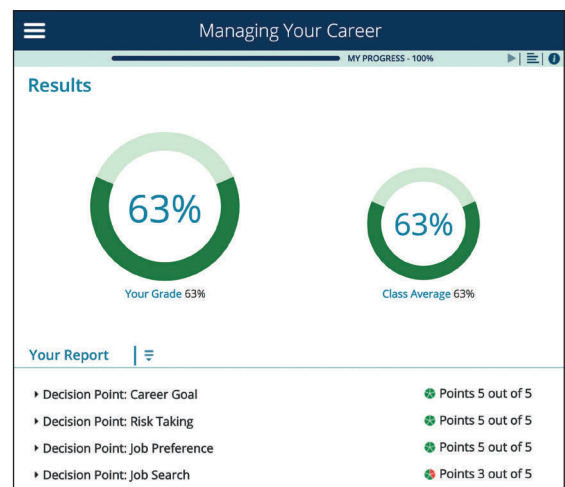 Managing Your Career
MY PROGRESS - 100%
Results
63%
63%
Your Grade 63%
Class Average 63%
Your Report
Decision Point: Career Goal Points 5 out of 5
Decision Point: Risk Taking Points 5 out of 5
Decision Point: Job Preference Points 5 out of 5
Decision Point: Job Search Points 3 out of 5